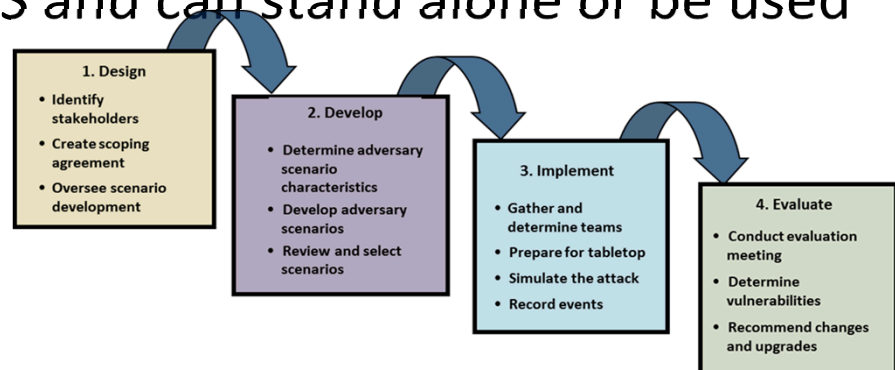 S and can stand alone or be used
1. Design
• Identify
stakeholders
• Create scoping
agreement
• Oversee scenario
development
2. Develop
• Determine adversary
scenario
characteristics
• Develop adversary
scenarios
• Review and select
scenarios
3. Implement
• Gather and
determine teams
• Prepare for tabletop
• Simulate the attack
• Record events
4. Evaluate
• Conduct evaluation
meeting
• Determine
vulnerabilities
• Recommend changes
and upgrades